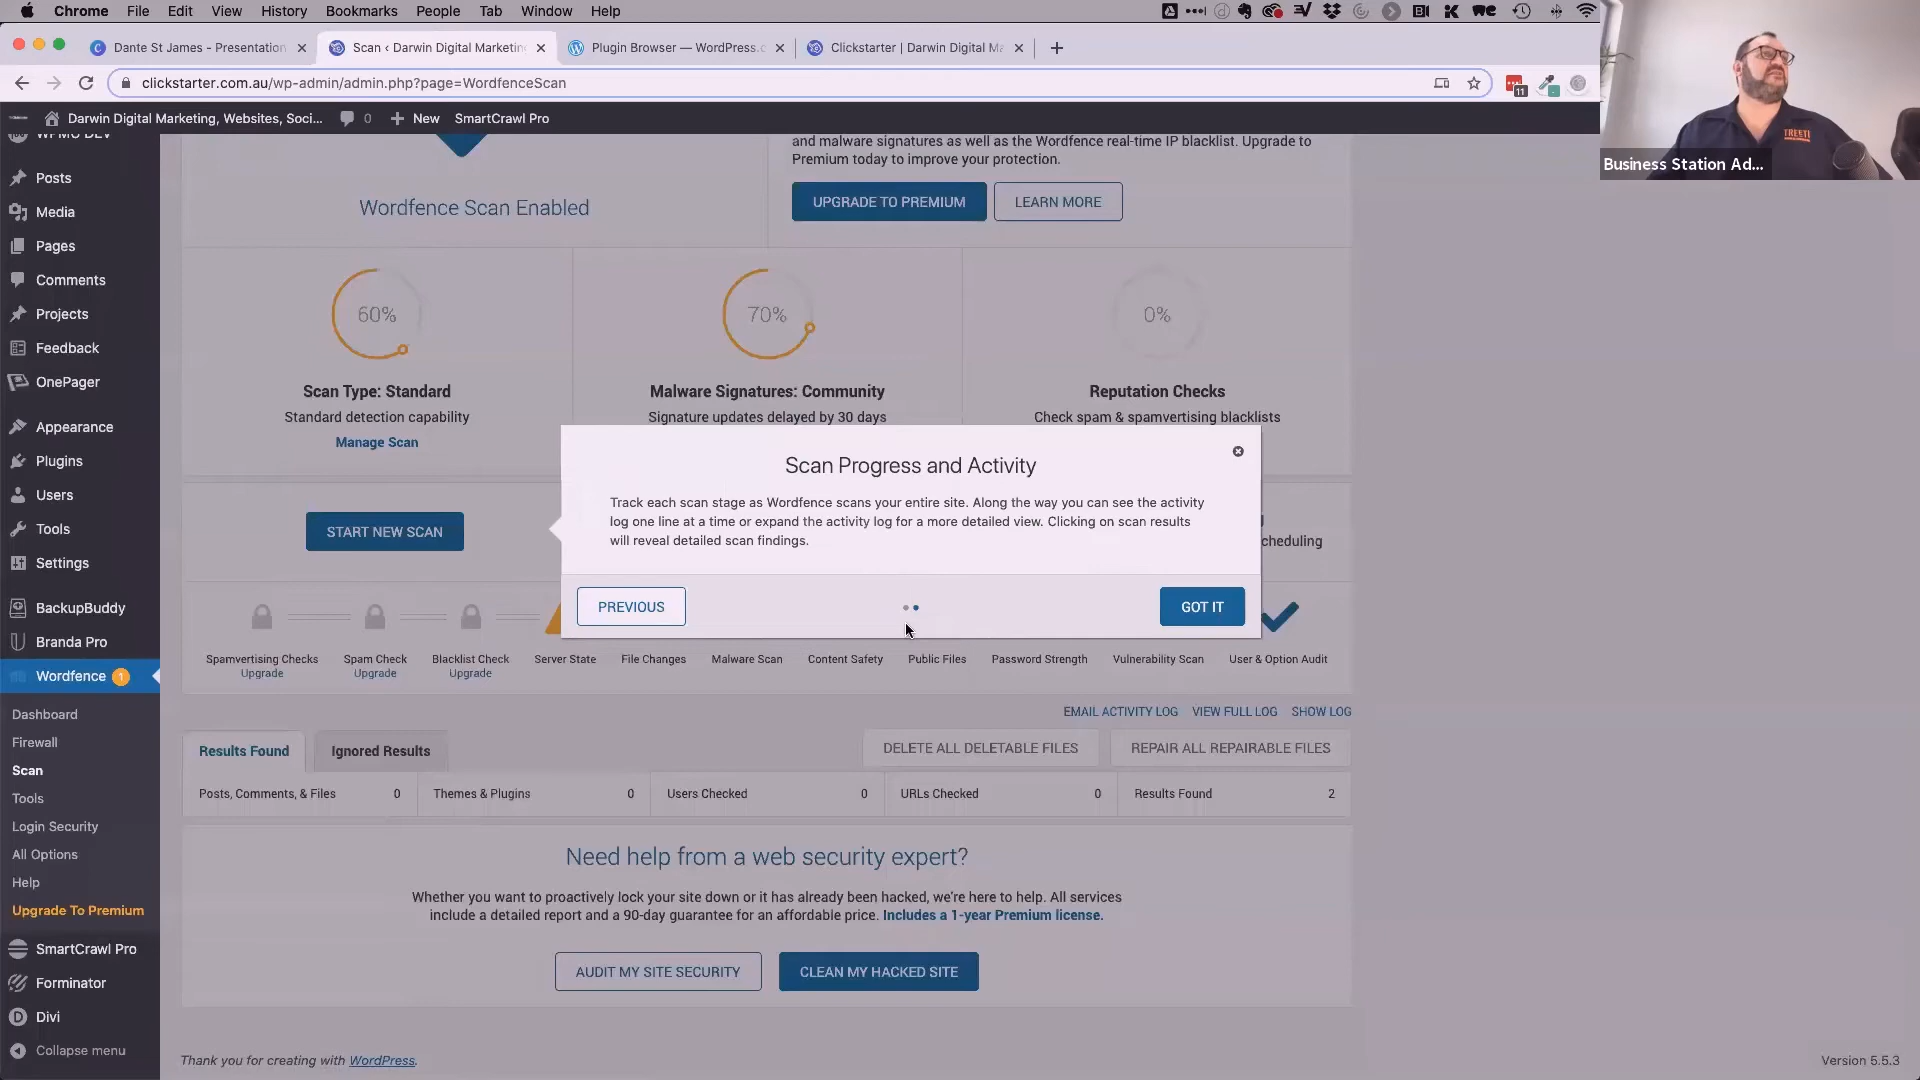 Chrome File Edit View History Bookmarks People Tab Window Help
Dante St James - Presentation
Scan ‹ Darwin Digital Marketin
Plugin Browser — WordPress.c
Clickstarter | Darwin Digital Ma
clickstarter.com.au/wp-admin/admin.php?page=WordfenceScan
11
Darwin Digital Marketing, Websites, Soci... 0 New SmartCrawl Pro
TREETI
Business Station Ad...
WPMU DEV
Posts
Media
Pages
Comments
Projects
Feedback
OnePager
Appearance
Plugins
Users
Tools
Settings
BackupBuddy
Branda Pro
Wordfence 1
Dashboard
Firewall
Scan
Tools
Login Security
All Options
Help
Upgrade To Premium
SmartCrawl Pro
Forminator
Divi
Collapse menu
and malware signatures as well as the Wordfence real-time IP blacklist. Upgrade to
Premium today to improve your protection.
UPGRADE TO PREMIUM
LEARN MORE
Wordfence Scan Enabled
60%
Scan Type: Standard
Standard detection capability
Manage Scan
70%
Malware Signatures: Community
Signature updates delayed by 30 days
0%
Reputation Checks
Check spam & spamvertising blacklists
START NEW SCAN
cheduling
Scan Progress and Activity
Track each scan stage as Wordfence scans your entire site. Along the way you can see the activity
log one line at a time or expand the activity log for a more detailed view. Clicking on scan results
will reveal detailed scan findings.
PREVIOUS
GOT IT
Spamvertising Checks
Upgrade
Spam Check
Upgrade
Blacklist Check
Upgrade
Server State
File Changes
Malware Scan
Content Safety
Public Files
Password Strength
Vulnerability Scan
User & Option Audit
EMAIL ACTIVITY LOG VIEW FULL LOG SHOW LOG
Results Found
Ignored Results
DELETE ALL DELETABLE FILES
REPAIR ALL REPAIRABLE FILES
Posts, Comments, & Files 0
Themes & Plugins 0
Users Checked 0
URLs Checked 0
Results Found 2
Need help from a web security expert?
Whether you want to proactively lock your site down or it has already been hacked, we're here to help. All services
include a detailed report and a 90-day guarantee for an affordable price. Includes a 1-year Premium license.
AUDIT MY SITE SECURITY
CLEAN MY HACKED SITE
Thank you for creating with WordPress.
Version 5.5.3